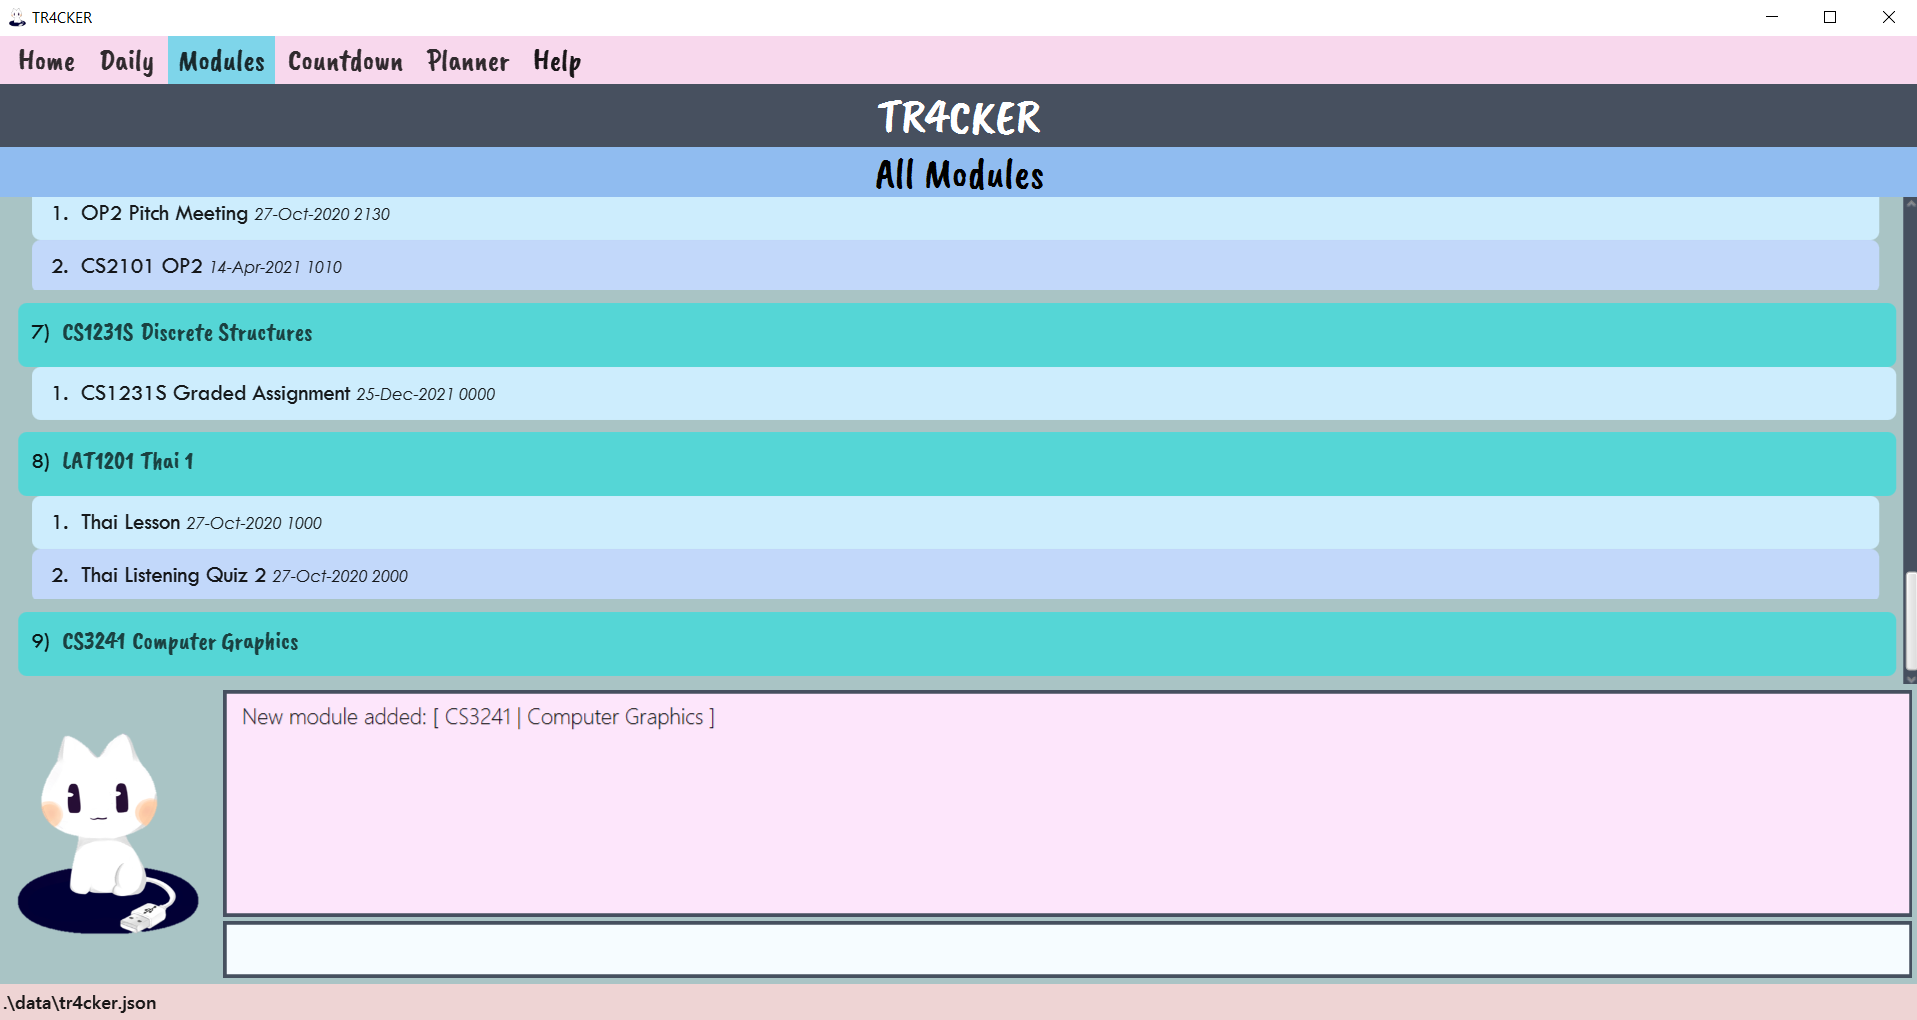 TR4CKER
Home Daily Modules Countdown Planner Help
TR4CKER
All Modules
1. OP2 Pitch Meeting 27-Oct-2020 2130
2. CS2101 OP2 14-Apr-2021 1010
7) CS1231S Discrete Structures
1. CS1231S Graded Assignment 25-Dec-2021 0000
8) LAT1201 Thai 1
1. Thai Lesson 27-Oct-2020 1000
2. Thai Listening Quiz 2 27-Oct-2020 2000
9) CS3241 Computer Graphics
New module added: [ CS3241 | Computer Graphics ]
.\data\tr4cker.json